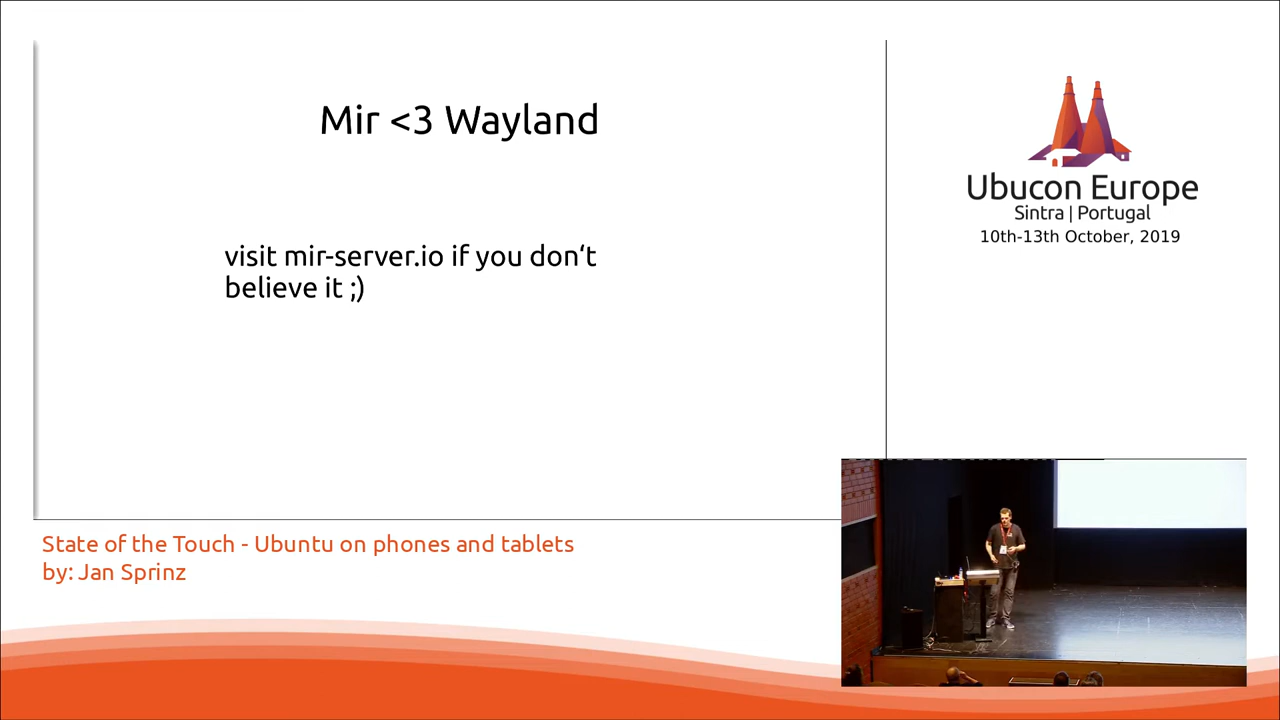 Mir <3 Wayland
visit mir-server.io if you don‘t
believe it ;)
Ubucon Europe
Sintra | Portugal
10th-13th October, 2019
State of the Touch - Ubuntu on phones and tablets
by: Jan Sprinz